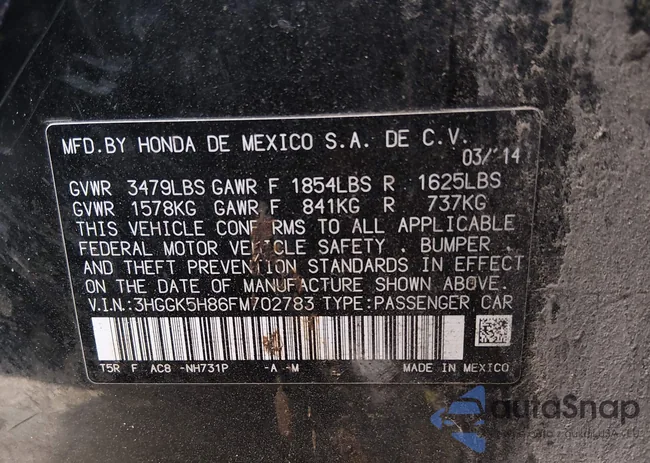 MFD.BY HONDA DE MEXICO S.A. DE C.V.
03/'14
GVWR 3479LBS GAWR F 1854LBS R 1625LBS
GVWR 1578KG GAWR F 841KG R 737KG
THIS VEHICLE CONFORMS TO ALL APPLICABLE
FEDERAL MOTOR VEHICLE SAFETY , BUMPER ,
AND THEFT PREVENTION STANDARDS IN EFFECT
ON THE DATE OF MANUFACTURE SHOWN ABOVE.
V.I.N:3HGGK5H86FM702783 TYPE:PASSENGER CAR
T5R F AC8 -NH731P -A -M MADE IN MEXICO
autoSnap